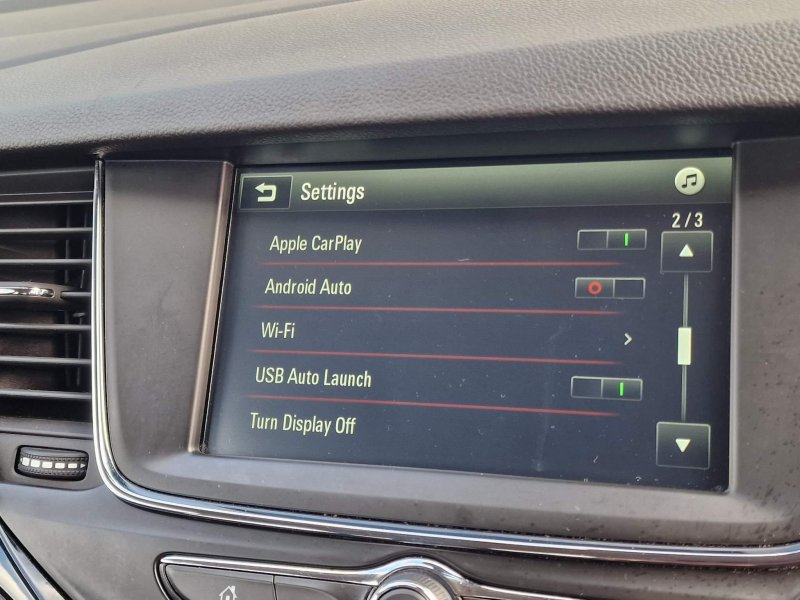 Settings
2/3
Apple CarPlay
Android Auto
Wi-Fi
USB Auto Launch
Turn Display Off